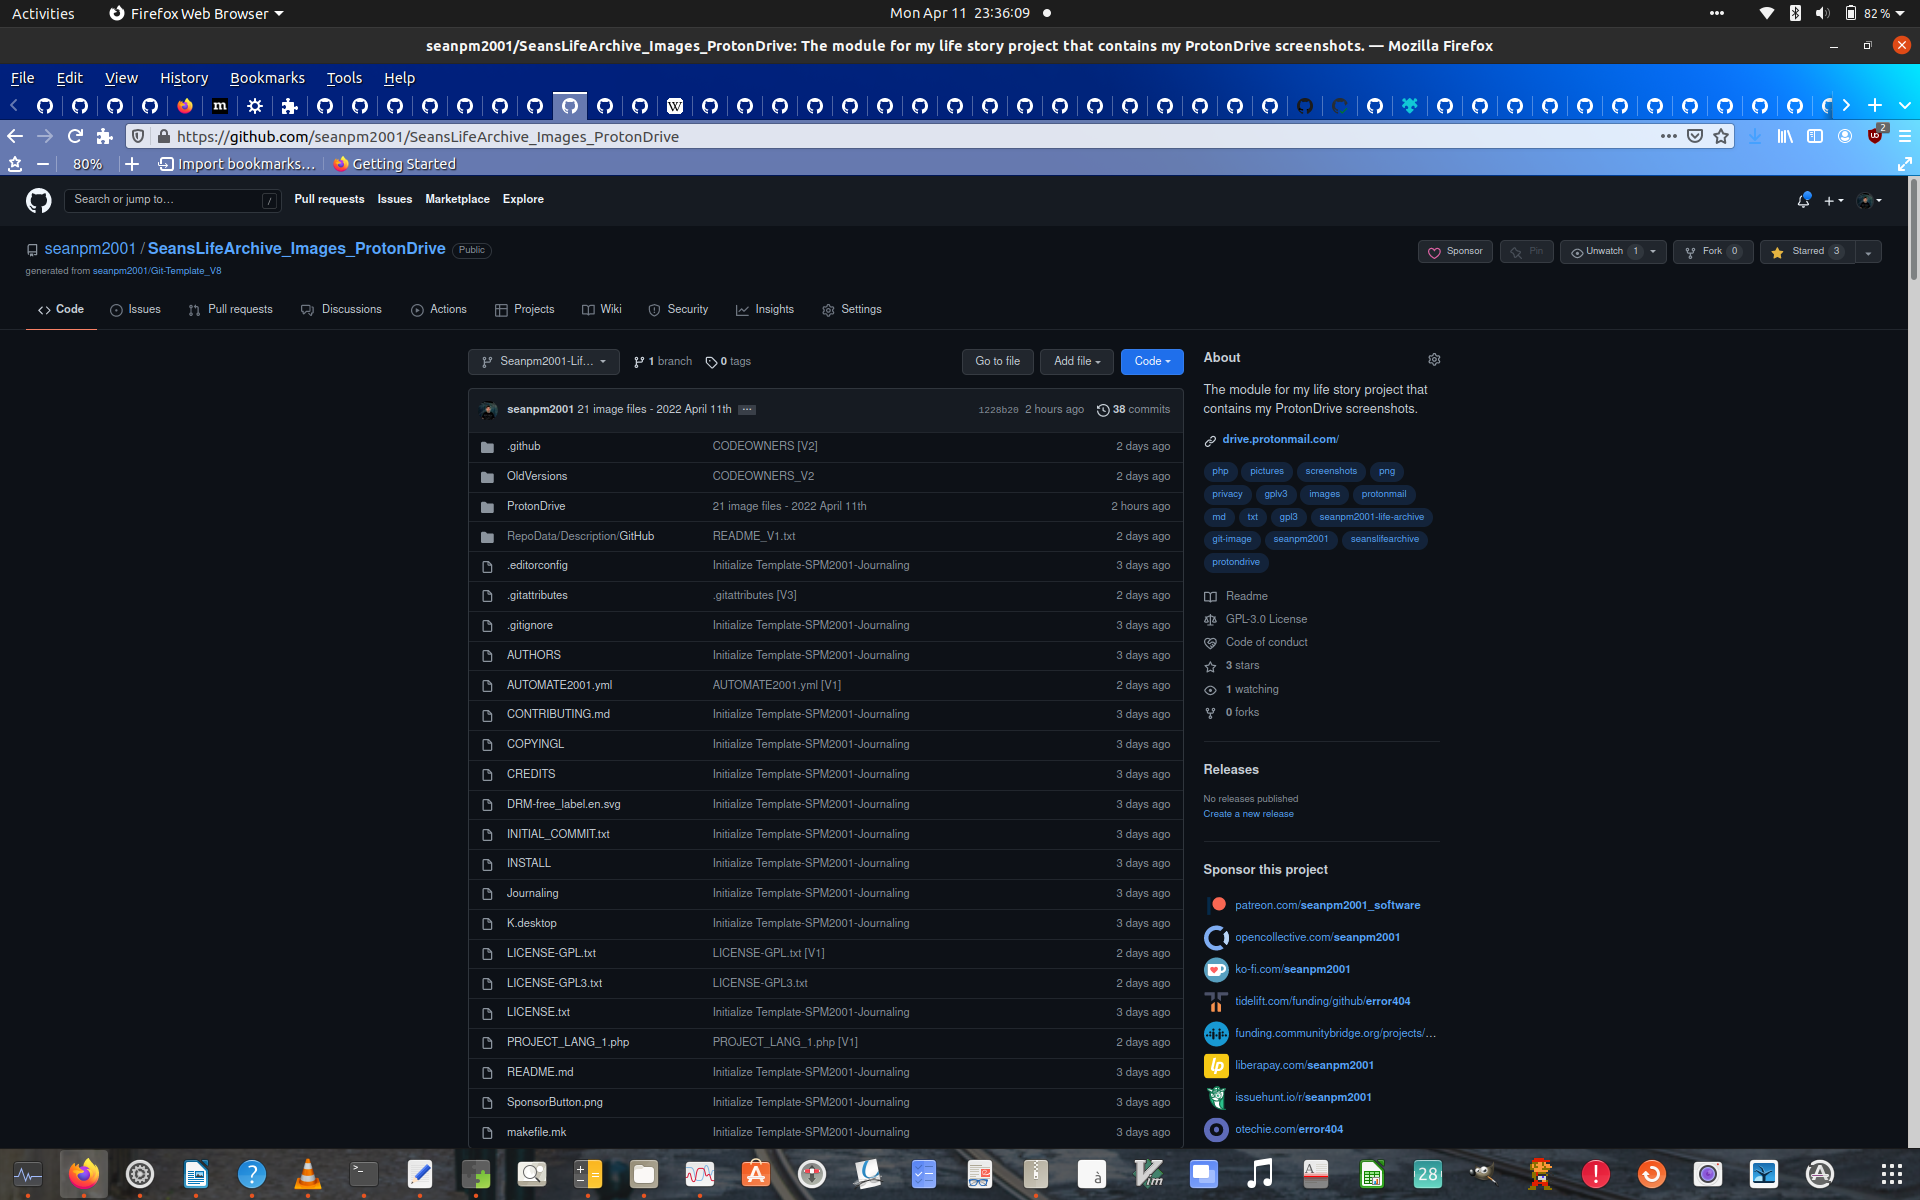 Activities Firefox Web Browser Mon Apr 11 23:36:09 82 %
seanpm2001/SeansLifeArchive_Images_ProtonDrive: The module for my life story project that contains my ProtonDrive screenshots. — Mozilla Firefox
File Edit View History Bookmarks Tools Help
https://github.com/seanpm2001/SeansLifeArchive_Images_ProtonDrive 2
80% Import bookmarks... Getting Started
Search or jump to... / Pull requests Issues Marketplace Explore
seanpm2001 / SeansLifeArchive_Images_ProtonDrive Public Sponsor Pin Unwatch 1 Fork 0 Starred 3
generated from seanpm2001/Git-Template_V8
Code Issues Pull requests Discussions Actions Projects Wiki Security Insights Settings
Seanpm2001-Lif... 1 branch 0 tags Go to file Add file Code
seanpm2001 21 image files - 2022 April 11th ... 1228b20 2 hours ago 38 commits
.github CODEOWNERS [V2] 2 days ago
OldVersions CODEOWNERS_V2 2 days ago
ProtonDrive 21 image files - 2022 April 11th 2 hours ago
RepoData/Description/GitHub README_V1.txt 2 days ago
.editorconfig Initialize Template-SPM2001-Journaling 3 days ago
.gitattributes .gitattributes [V3] 2 days ago
.gitignore Initialize Template-SPM2001-Journaling 3 days ago
AUTHORS Initialize Template-SPM2001-Journaling 3 days ago
AUTOMATE2001.yml AUTOMATE2001.yml [V1] 2 days ago
CONTRIBUTING.md Initialize Template-SPM2001-Journaling 3 days ago
COPYINGL Initialize Template-SPM2001-Journaling 3 days ago
CREDITS Initialize Template-SPM2001-Journaling 3 days ago
DRM-free_label.en.svg Initialize Template-SPM2001-Journaling 3 days ago
INITIAL_COMMIT.txt Initialize Template-SPM2001-Journaling 3 days ago
INSTALL Initialize Template-SPM2001-Journaling 3 days ago
Journaling Initialize Template-SPM2001-Journaling 3 days ago
K.desktop Initialize Template-SPM2001-Journaling 3 days ago
LICENSE-GPL.txt LICENSE-GPL.txt [V1] 2 days ago
LICENSE-GPL3.txt LICENSE-GPL3.txt 2 days ago
LICENSE.txt Initialize Template-SPM2001-Journaling 3 days ago
PROJECT_LANG_1.php PROJECT_LANG_1.php [V1] 2 days ago
README.md Initialize Template-SPM2001-Journaling 3 days ago
SponsorButton.png Initialize Template-SPM2001-Journaling 3 days ago
makefile.mk Initialize Template-SPM2001-Journaling 3 days ago
About
The module for my life story project that
contains my ProtonDrive screenshots.
drive.protonmail.com/
php pictures screenshots png
privacy gplv3 images protonmail
md txt gpl3 seanpm2001-life-archive
git-image seanpm2001 seanslifearchive
protondrive
Readme
GPL-3.0 License
Code of conduct
3 stars
1 watching
0 forks
Releases
No releases published
Create a new release
Sponsor this project
patreon.com/seanpm2001_software
opencollective.com/seanpm2001
ko-fi.com/seanpm2001
tidelift.com/funding/github/error404
funding.communitybridge.org/projects/...
liberapay.com/seanpm2001
issuehunt.io/r/seanpm2001
otechie.com/error404
28